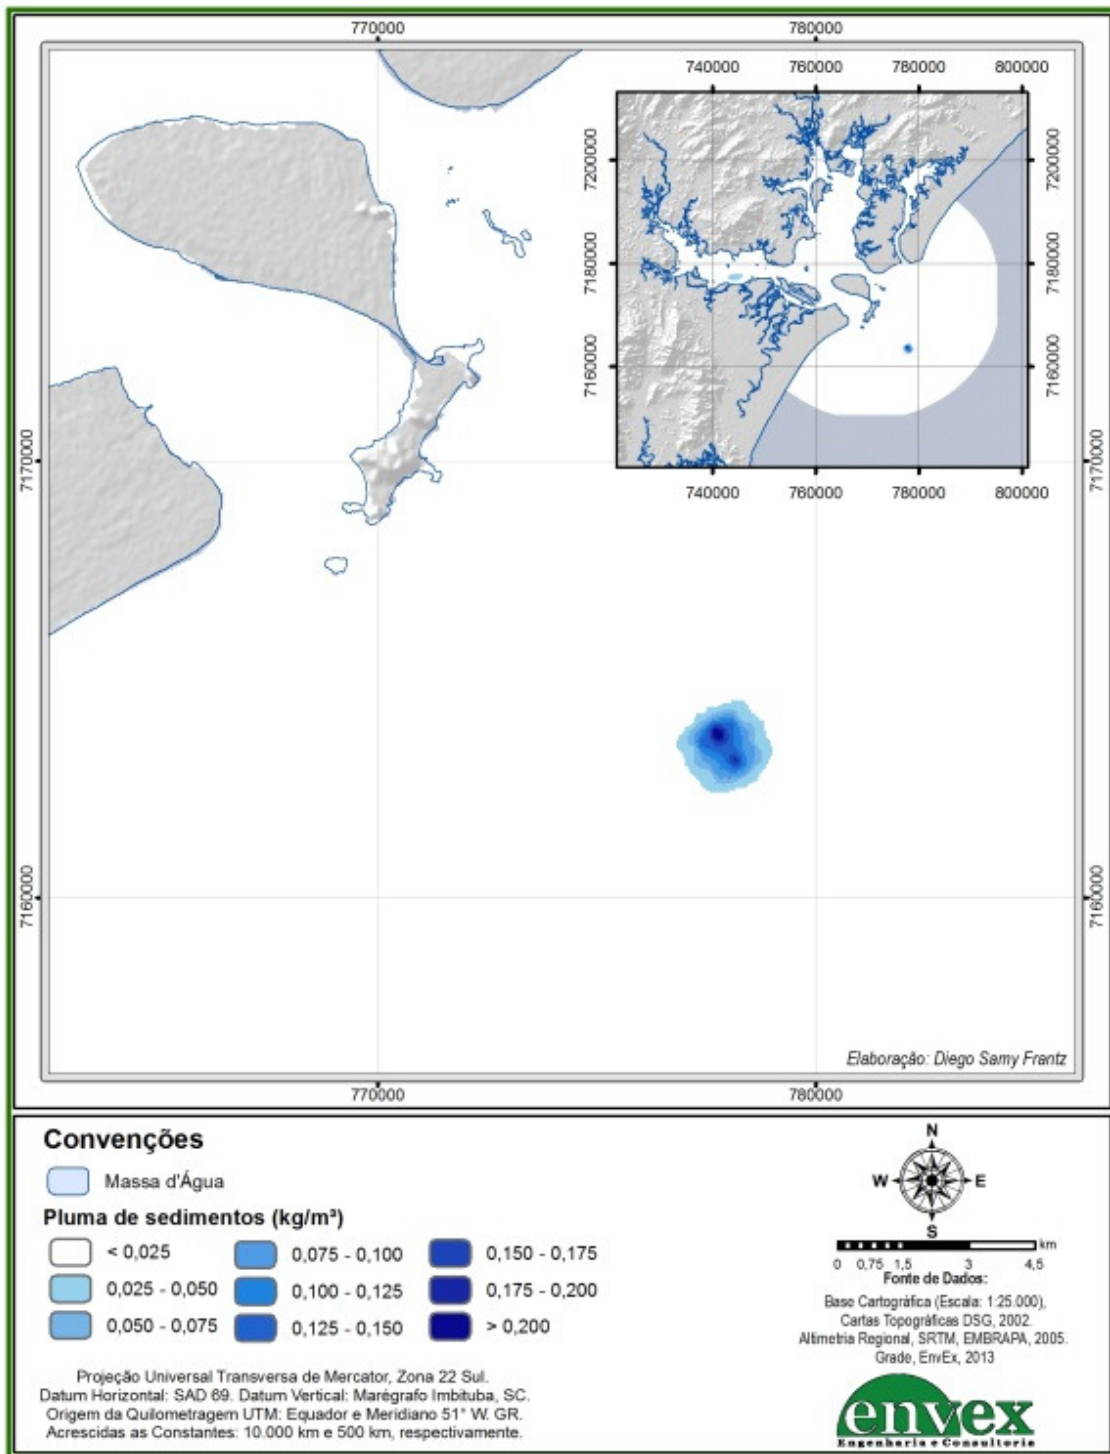 770000
780000
740000
760000
780000
800000
7200000
7200000
7180000
7180000
7160000
7160000
740000
760000
780000
800000
7170000
7170000
7160000
7160000
Elaboração: Diego Samy Frantz
770000
780000
Convenções
Massa d'Água
Pluma de sedimentos (kg/m³)
< 0,025
0,025 - 0,050
0,050 - 0,075
0,075 - 0,100
0,100 - 0,125
0,125 - 0,150
0,150 - 0,175
0,175 - 0,200
> 0,200
Projeção Universal Transversa de Mercator, Zona 22 Sul.
Datum Horizontal: SAD 69. Datum Vertical: Marégrafo Imbituba, SC.
Origem da Quilometragem UTM: Equador e Meridiano 51° W. GR.
Acrescidas as Constantes: 10.000 km e 500 km, respectivamente.
N
W
E
S
km
0 0,75 1,5 3 4,5
Fonte de Dados:
Base Cartográfica (Escala: 1:25.000),
Cartas Topográficas DSG, 2002.
Altimetria Regional, SRTM, EMBRAPA, 2005.
Grade, EnvEx, 2013
envex
Engenharia e Consultoria